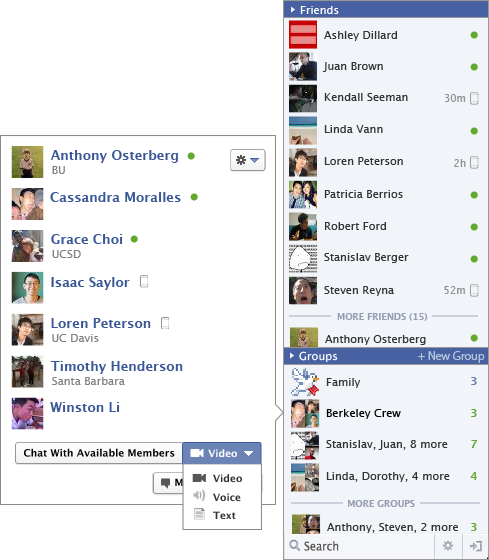 Friends
Ashley Dillard
Juan Brown
Kendall Seeman 30m
Linda Vann
Loren Peterson 2h
Patricia Berrios
Robert Ford
Stanislav Berger
Steven Reyna 52m
MORE FRIENDS (15)
Anthony Osterberg
Groups + New Group
Family 3
Berkeley Crew 3
Stanislav, Juan, 8 more 7
Linda, Dorothy, 4 more 4
MORE GROUPS
Anthony, Steven, 2 more 3
Search
Anthony Osterberg
BU
Cassandra Moralles
Grace Choi
UCSD
Isaac Saylor
Loren Peterson
UC Davis
Timothy Henderson
Santa Barbara
Winston Li
Chat With Available Members Video
Video
Voice
Text